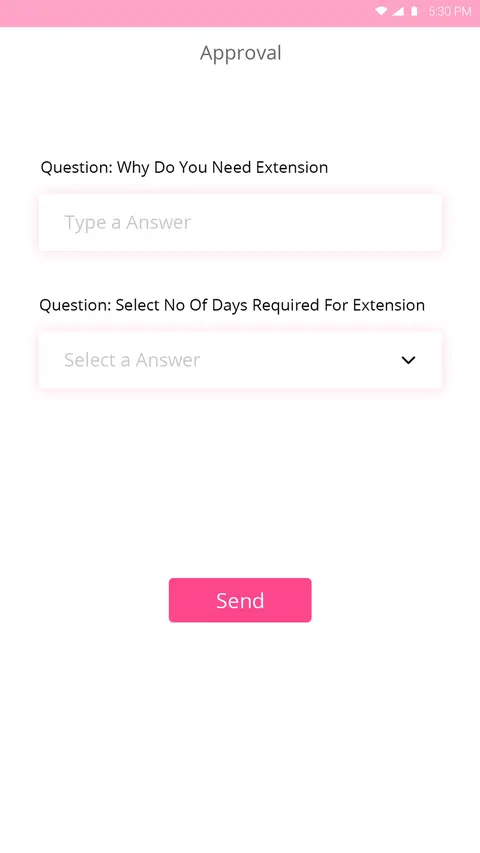 5:30 PM
Approval
Question: Why Do You Need Extension
Type a Answer
Question: Select No Of Days Required For Extension
Select a Answer
Send